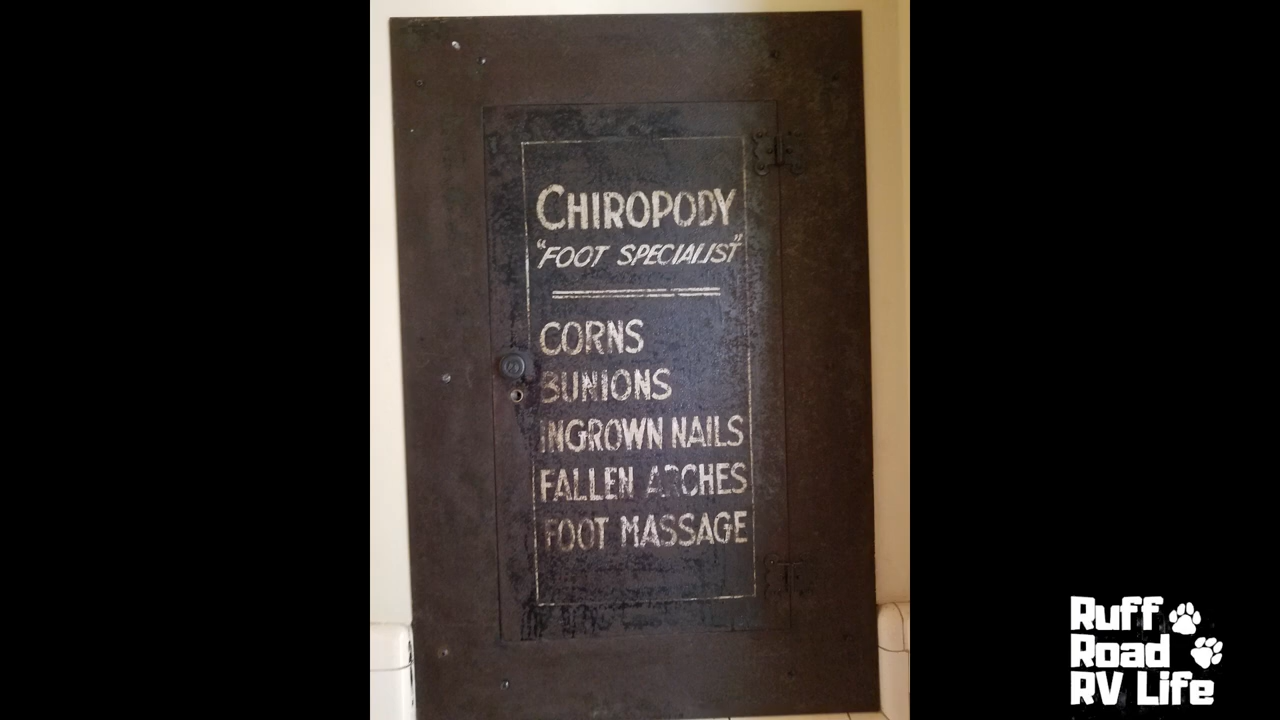 CHIROPODY
"FOOT SPECIALIST"
CORNS
BUNIONS
INGROWN NAILS
FALLEN ARCHES
FOOT MASSAGE
Ruff
Road
RV Life